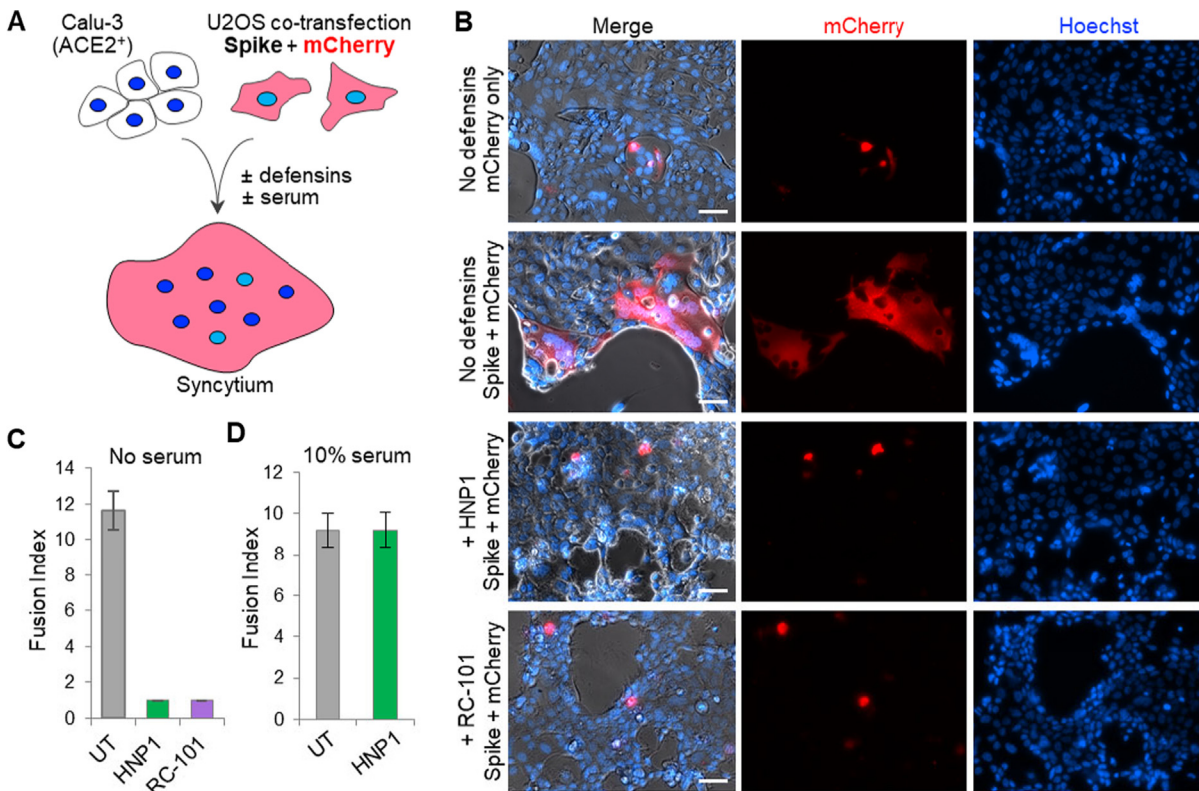 A
Calu-3
(ACE2⁺)
U2OS co-transfection
Spike + mCherry
± defensins
± serum
Syncytium
B
Merge
mCherry
Hoechst
No defensins
mCherry only
No defensins
Spike + mCherry
+ HNP1
Spike + mCherry
+ RC-101
Spike + mCherry
C
No serum
Fusion Index
14
12
10
8
6
4
2
0
UT
HNP1
RC-101
D
10% serum
Fusion Index
12
10
8
6
4
2
0
UT
HNP1